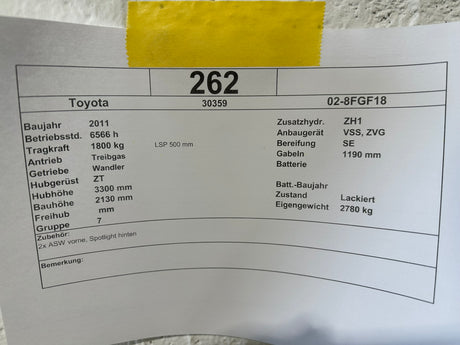 262
Toyota 30359 02-8FGF18
Baujahr 2011
Betriebsstd. 6566 h
Tragkraft 1800 kg LSP 500 mm
Antrieb Treibgas
Getriebe Wandler
Hubgerüst ZT
Hubhöhe 3300 mm
Bauhöhe 2130 mm
Freihub mm
Gruppe 7
Zusatzhydr. ZH1
Anbaugerät VSS, ZVG
Bereifung SE
Gabeln 1190 mm
Batterie
Batt.-Baujahr
Zustand Lackiert
Eigengewicht 2780 kg
Zubehör:
2x ASW vorne, Spotlight hinten
Bemerkung: